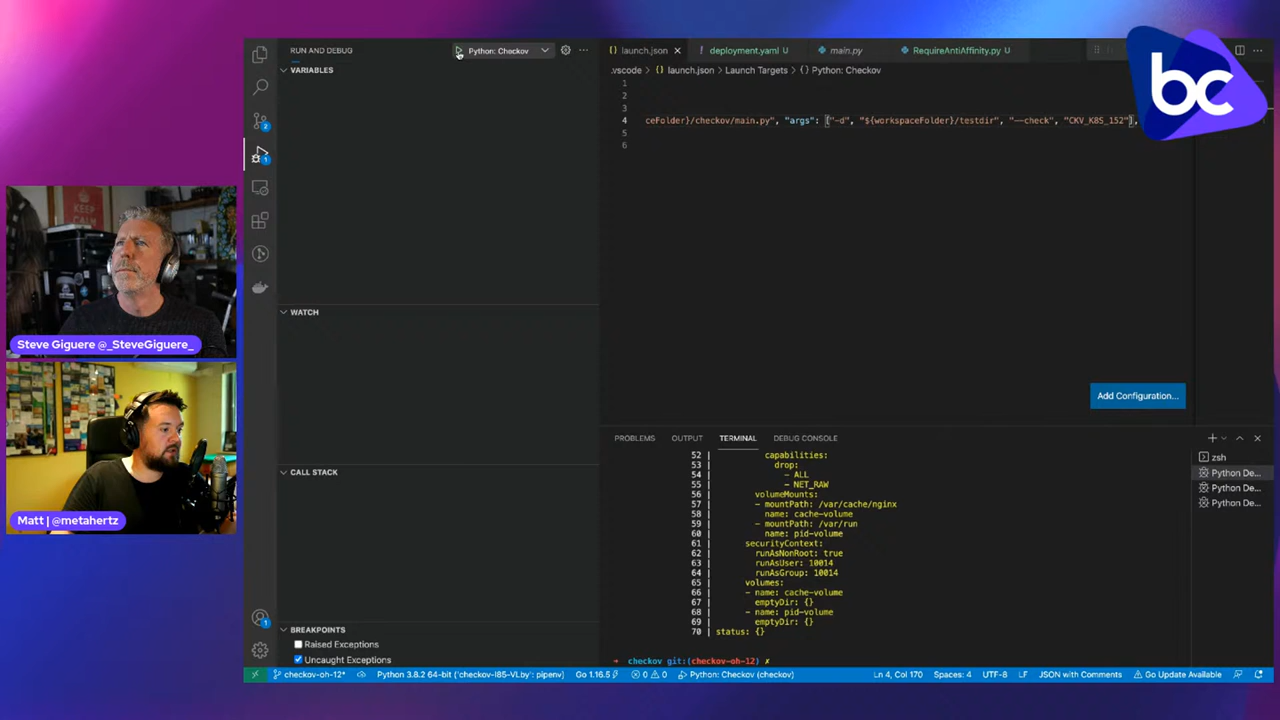 RUN AND DEBUG
Python: Checkov
VARIABLES
WATCH
CALL STACK
BREAKPOINTS
Raised Exceptions
Uncaught Exceptions
2
1
1
launch.json
deployment.yaml U
main.py
RequireAntiAffinity.py U
.vscode > launch.json > Launch Targets > {} Python: Checkov
1
2
3
4 ceFolder}/checkov/main.py", "args": ["-d", "${workspaceFolder}/testdir", "--check", "CKV_K8S_152"],
5
6
Add Configuration...
PROBLEMS OUTPUT TERMINAL DEBUG CONSOLE
52 | capabilities:
53 | drop:
54 | - ALL
55 | - NET_RAW
56 | volumeMounts:
57 | - mountPath: /var/cache/nginx
58 | name: cache-volume
59 | - mountPath: /var/run
60 | name: pid-volume
61 | securityContext:
62 | runAsNonRoot: true
63 | runAsUser: 10014
64 | runAsGroup: 10014
65 | volumes:
66 | - name: cache-volume
67 | emptyDir: {}
68 | - name: pid-volume
69 | emptyDir: {}
70 | status: {}
➜ checkov git:(checkov-oh-12) ✗
zsh
Python De...
Python De...
Python De...
checkov-oh-12* Python 3.8.2 64-bit ('checkov-I85-VLby': pipenv) Go 1.16.5 0 0 Python: Checkov (checkov) Ln 4, Col 170 Spaces: 4 UTF-8 LF JSON with Comments Go Update Available
bc
KEEP
CALM
Steve Giguere @_SteveGiguere_
Matt | @metahertz